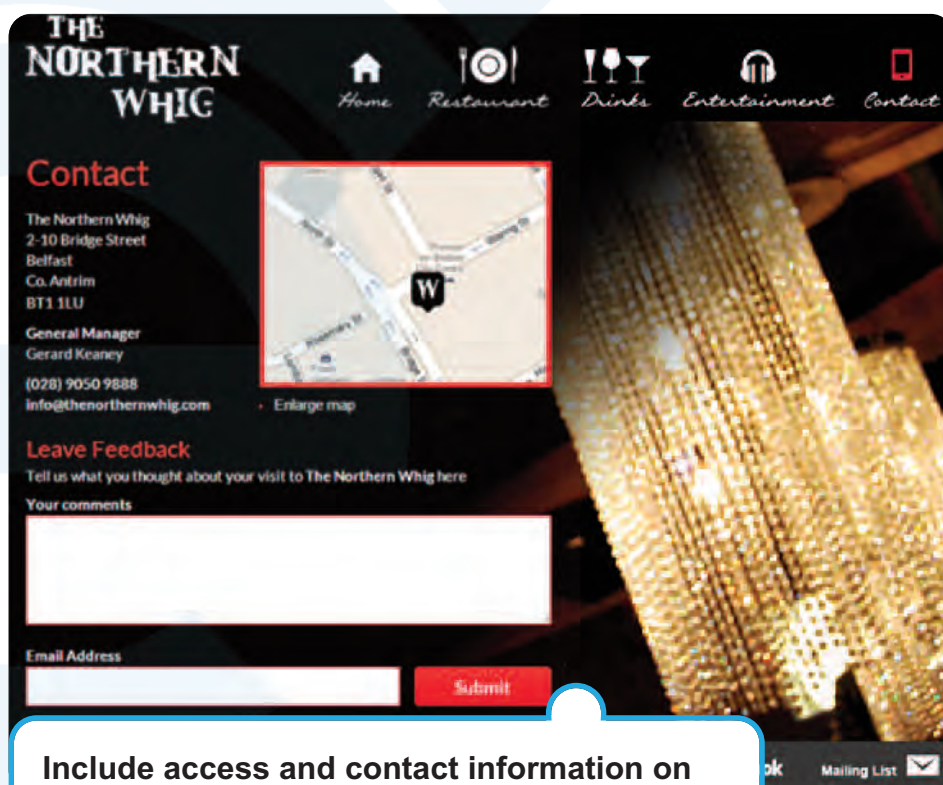 THE
NORTHERN
WHIG
Home
Restaurant
Drinks
Entertainment
Contact
Contact
The Northern Whig
2-10 Bridge Street
Belfast
Co. Antrim
BT1 1LU
General Manager
Gerard Keaney
(028) 9050 9888
info@thenorthernwhig.com
W
Enlarge map
Leave Feedback
Tell us what you thought about your visit to The Northern Whig here
Your comments
Email Address
Submit
Include access and contact information on
ok
Mailing List